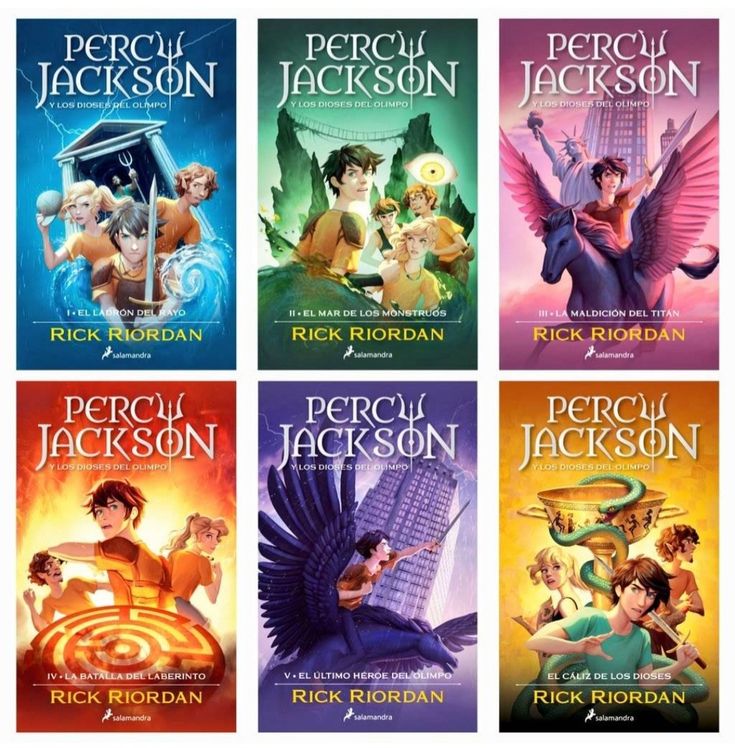 PERCY
JACKSON
Y LOS DIOSES DEL OLIMPO
I • EL LADRÓN DEL RAYO
RICK RIORDAN
salamandra
PERCY
JACKSON
Y LOS DIOSES DEL OLIMPO
II • EL MAR DE LOS MONSTRUOS
RICK RIORDAN
salamandra
PERCY
JACKSON
Y LOS DIOSES DEL OLIMPO
III • LA MALDICIÓN DEL TITÁN
RICK RIORDAN
salamandra
PERCY
JACKSON
Y LOS DIOSES DEL OLIMPO
IV • LA BATALLA DEL LABERINTO
RICK RIORDAN
salamandra
PERCY
JACKSON
Y LOS DIOSES DEL OLIMPO
V • EL ÚLTIMO HÉROE DEL OLIMPO
RICK RIORDAN
salamandra
PERCY
JACKSON
Y LOS DIOSES DEL OLIMPO
EL CÁLIZ DE LOS DIOSES
RICK RIORDAN
salamandra